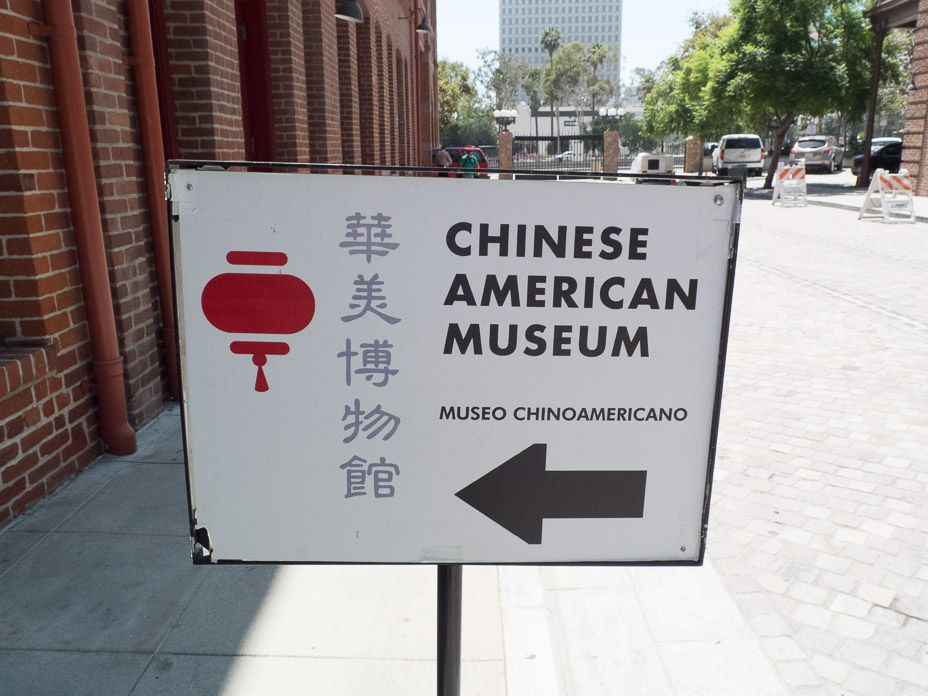 華美博物館
CHINESE
AMERICAN
MUSEUM
MUSEO CHINOAMERICANO